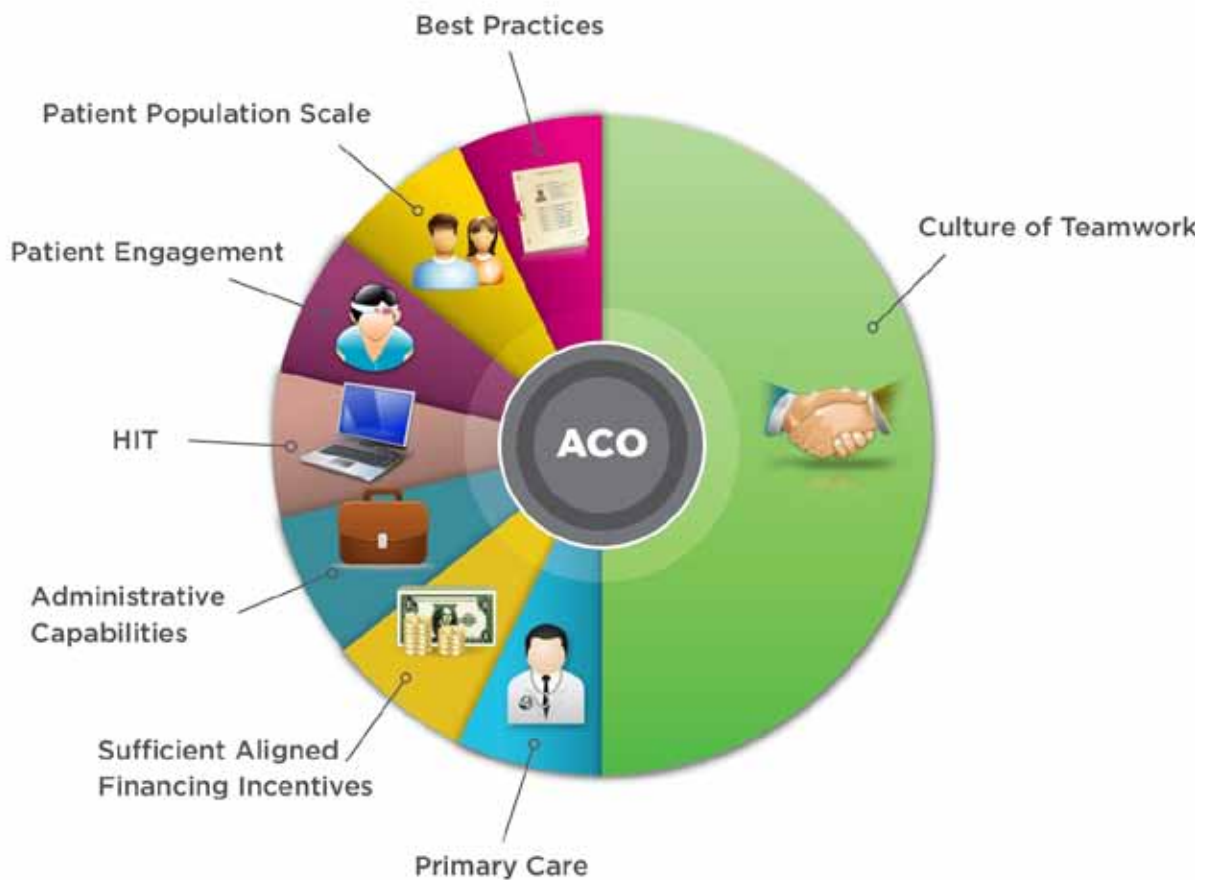 Best Practices
Patient Population Scale
Culture of Teamwork
Patient Engagement
HIT
ACO
Administrative
Capabilities
Sufficient Aligned
Financing Incentives
Primary Care